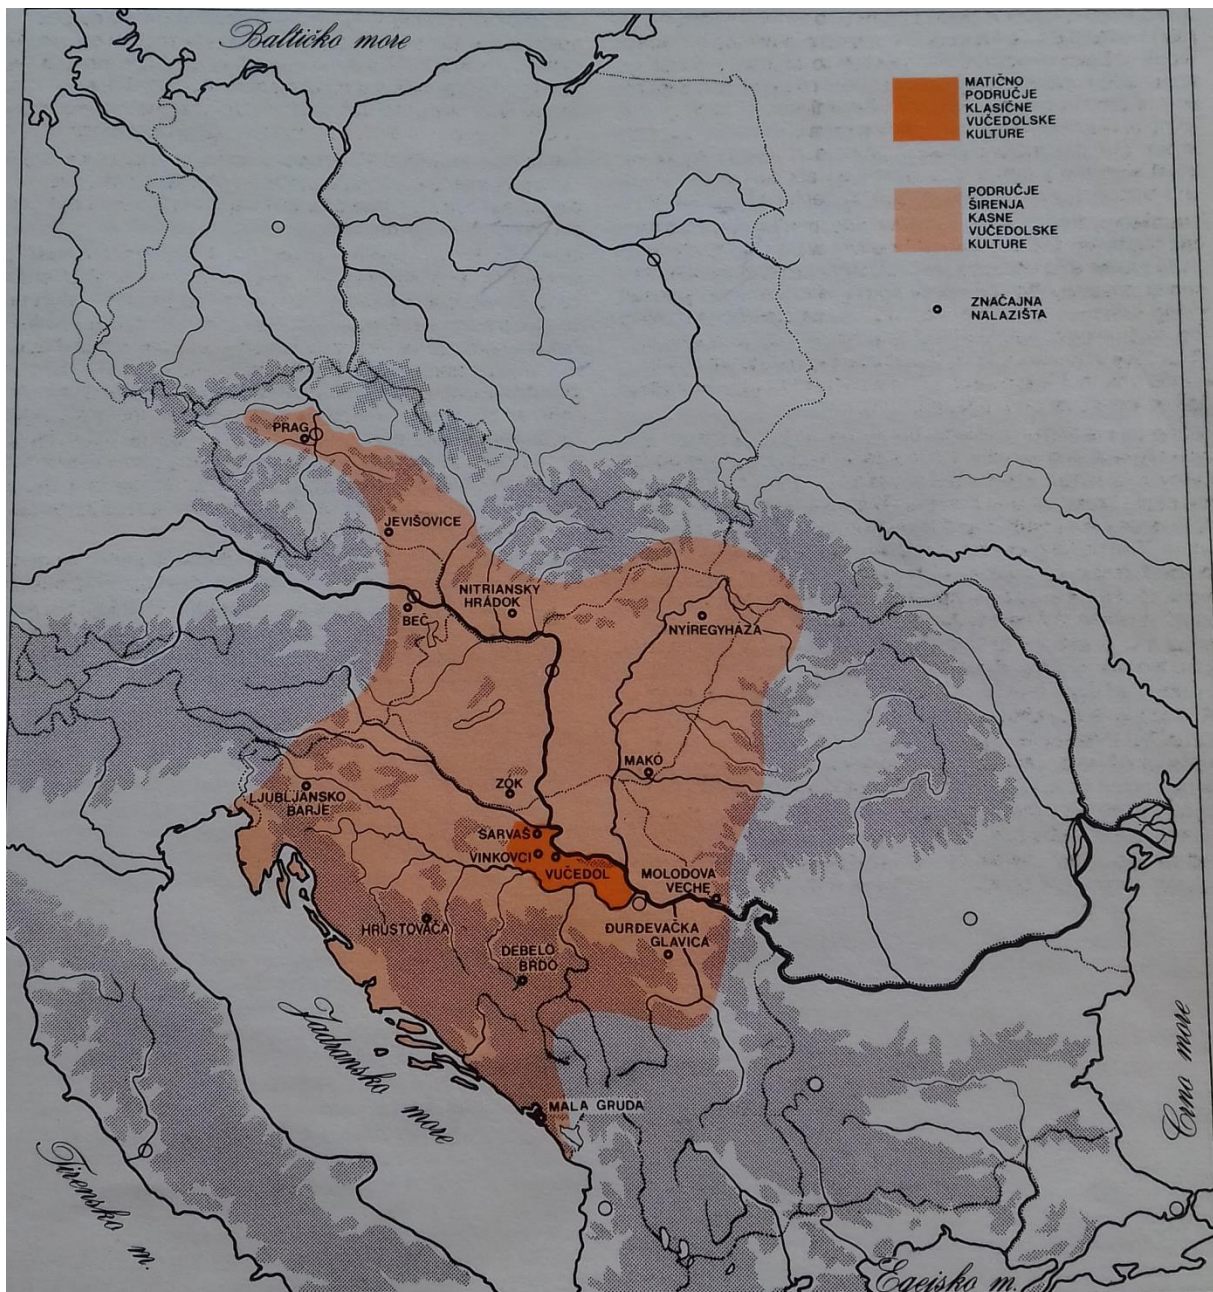 Baltičko more
MATIČNO
PODRUČJE
KLASIČNE
VUČEDOLSKE
KULTURE
PODRUČJE
ŠIRENJA
KASNE
VUČEDOLSKE
KULTURE
ZNAČAJNA
NALAZIŠTA
PRAG
JEVIŠOVICE
NITRIANSKY
HRÁDOK
BEČ
NYÍREGYHÁZA
MAKÓ
ZÓK
LJUBLJANSKO
BARJE
ŠARVAŠ
VINKOVCI
VUČEDOL
MOLODOVA
VECHE
HRUSTOVAČA
ĐURĐEVAČKA
GLAVICA
DEBELO
BRDO
Jadransko more
MALA GRUDA
Crno more
Tirensko m.
Egejsko m.